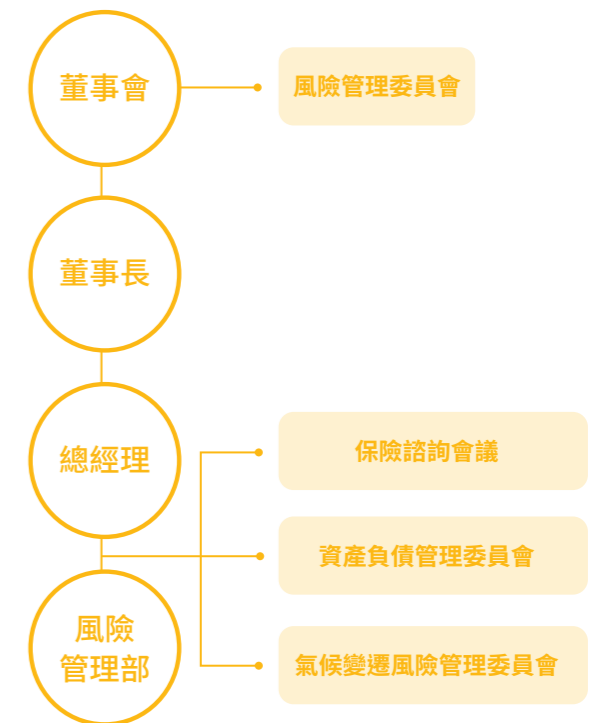 董事會
風險管理委員會
董事長
總經理
保險諮詢會議
資產負債管理委員會
風險
管理部
氣候變遷風險管理委員會